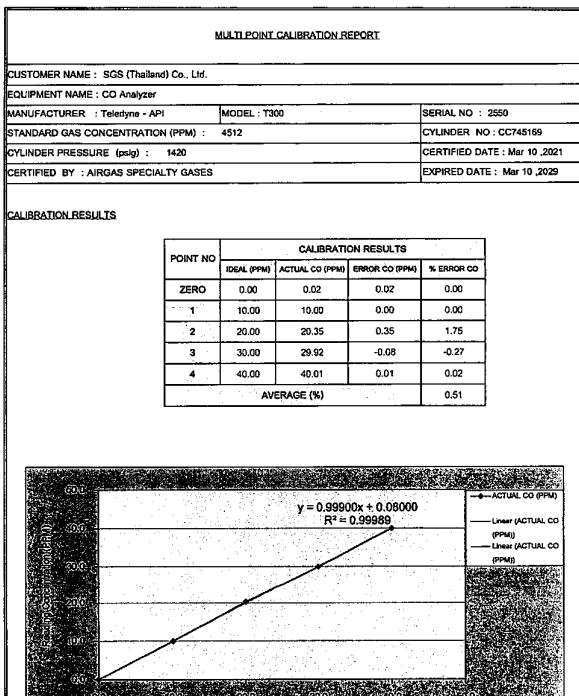 MULTI POINT CALIBRATION REPORT
CUSTOMER NAME : SGS (Thailand) Co., Ltd.
EQUIPMENT NAME : CO Analyzer
MANUFACTURER : Teledyne - API MODEL : T300 SERIAL NO : 2550
STANDARD GAS CONCENTRATION (PPM) : 4512 CYLINDER NO : CC745169
CYLINDER PRESSURE (psig) : 1420 CERTIFIED DATE : Mar 10 ,2021
CERTIFIED BY : AIRGAS SPECIALTY GASES EXPIRED DATE : Mar 10 ,2029
CALIBRATION RESULTS
POINT NO CALIBRATION RESULTS
IDEAL (PPM) ACTUAL CO (PPM) ERROR CO (PPM) % ERROR CO
ZERO 0.00 0.02 0.02 0.00
1 10.00 10.00 0.00 0.00
2 20.00 20.35 0.35 1.75
3 30.00 29.92 -0.08 -0.27
4 40.00 40.01 0.01 0.02
AVERAGE (%) 0.51
y = 0.99900x + 0.08000
R² = 0.99989
ACTUAL CO (PPM)
Linear (ACTUAL CO
(PPM))
Linear (ACTUAL CO
(PPM))